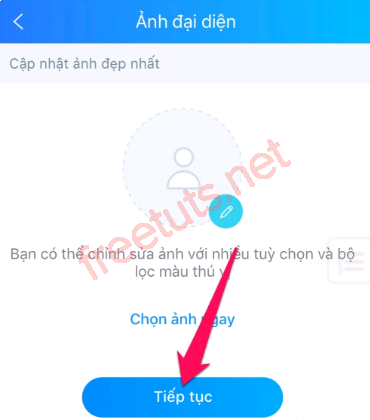 Ảnh đại diện
Cập nhật ảnh đẹp nhất
freetuts.net
Bạn có thể chỉnh sửa ảnh với nhiều tuỳ chọn và bộ
lọc màu thú vị
Chọn ảnh ngay
Tiếp tục